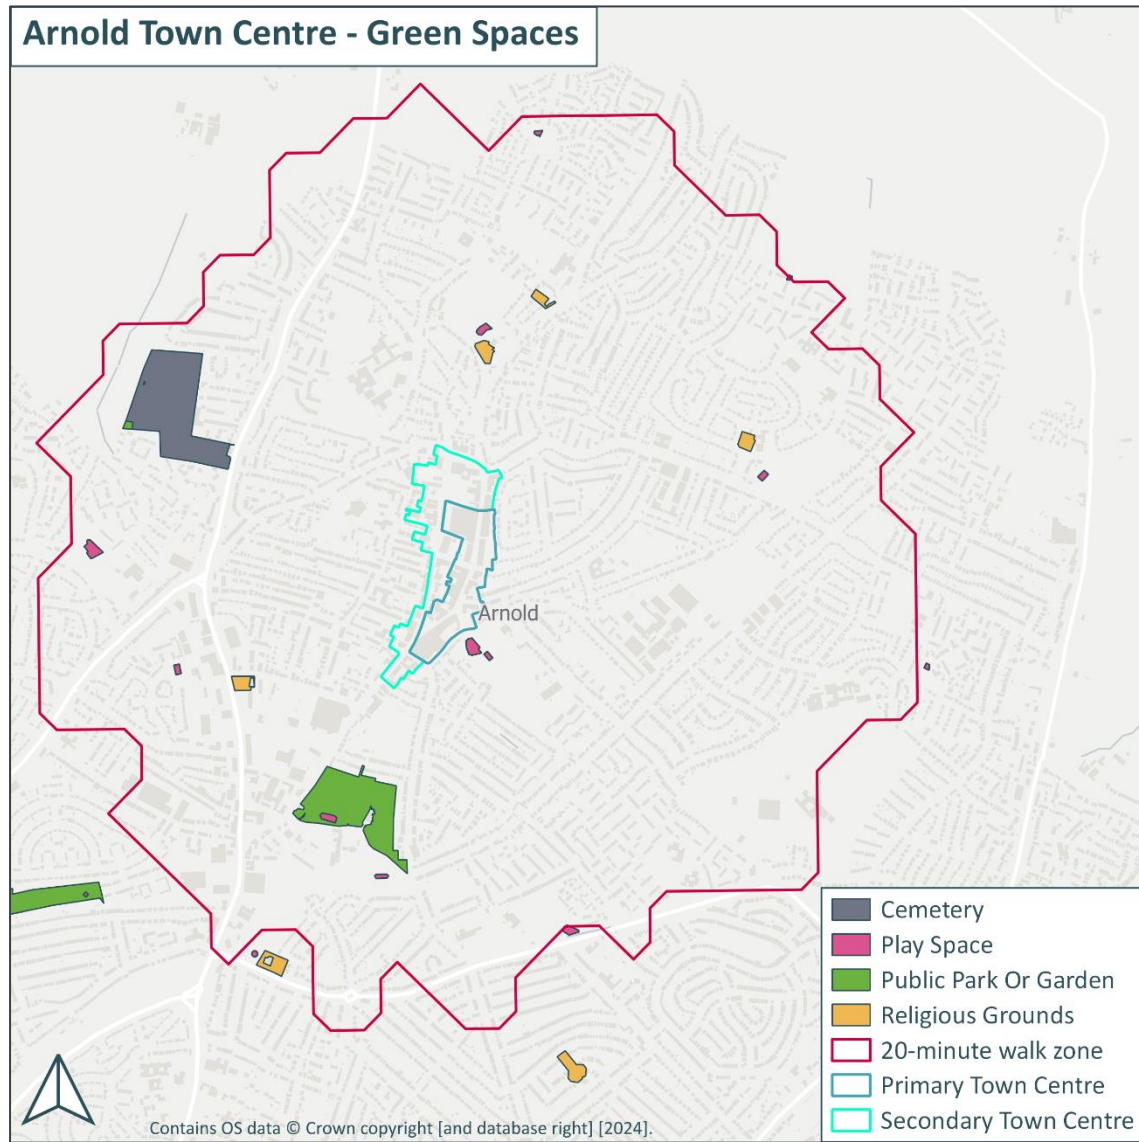 Arnold Town Centre - Green Spaces
Arnold
Cemetery
Play Space
Public Park Or Garden
Religious Grounds
20-minute walk zone
Primary Town Centre
Secondary Town Centre
Contains OS data © Crown copyright [and database right] [2024].